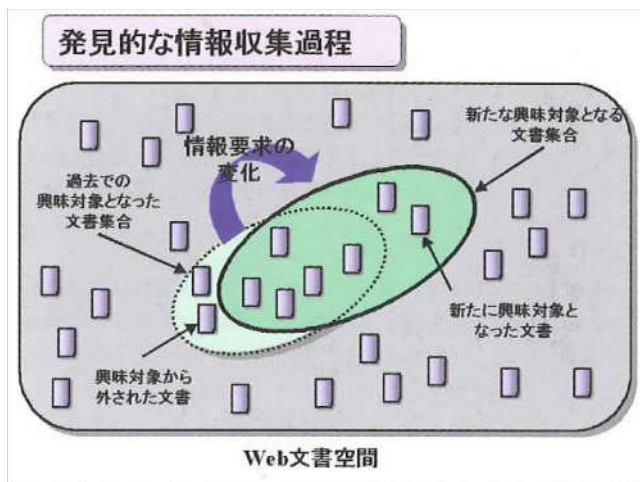 発見的な情報収集過程
新たな興味対象となる
文書集合
情報要求の
変化
過去での
興味対象となった
文書集合
新たに興味対象と
なった文書
興味対象から
外された文書
Web文書空間